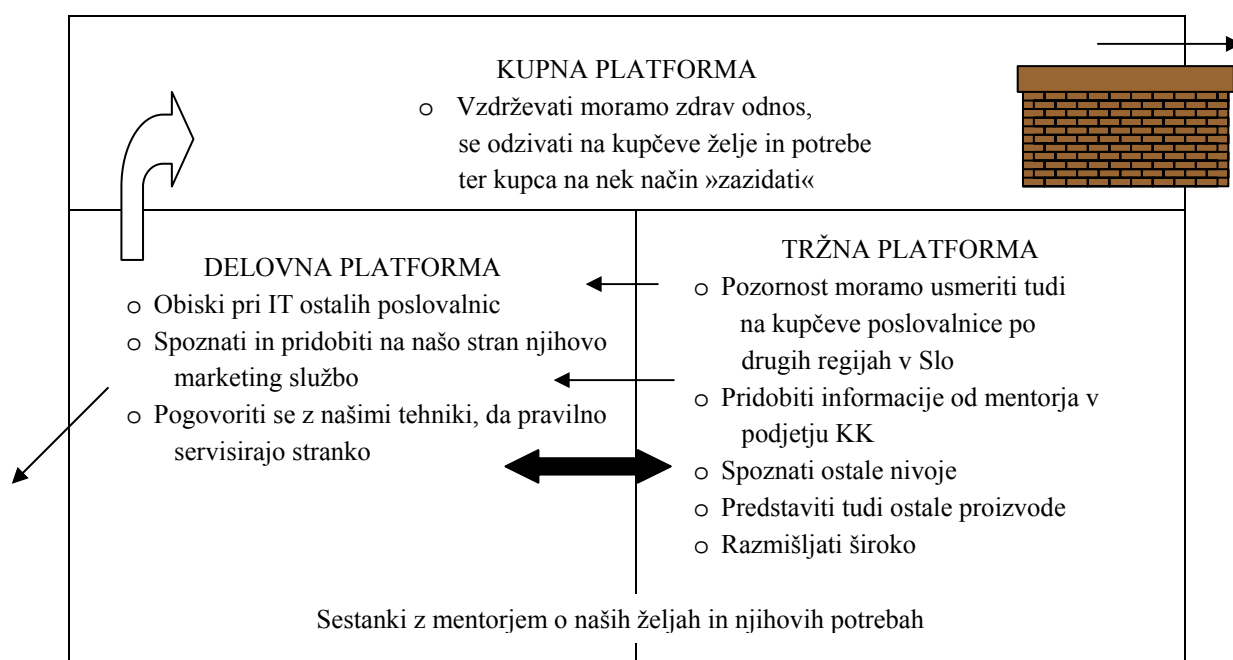 KUPNA PLATFORMA
o Vzdrževati moramo zdrav odnos,
se odzivati na kupčeve želje in potrebe
ter kupca na nek način »zazidati«
DELOVNA PLATFORMA
o Obiski pri IT ostalih poslovalnic
o Spoznati in pridobiti na našo stran njihovo
marketing službo
o Pogovoriti se z našimi tehniki, da pravilno
servisirajo stranko
TRŽNA PLATFORMA
o Pozornost moramo usmeriti tudi
na kupčeve poslovalnice po
drugih regijah v Slo
o Pridobiti informacije od mentorja v
podjetju KK
o Spoznati ostale nivoje
o Predstaviti tudi ostale proizvode
o Razmišljati široko
Sestanki z mentorjem o naših željah in njihovih potrebah